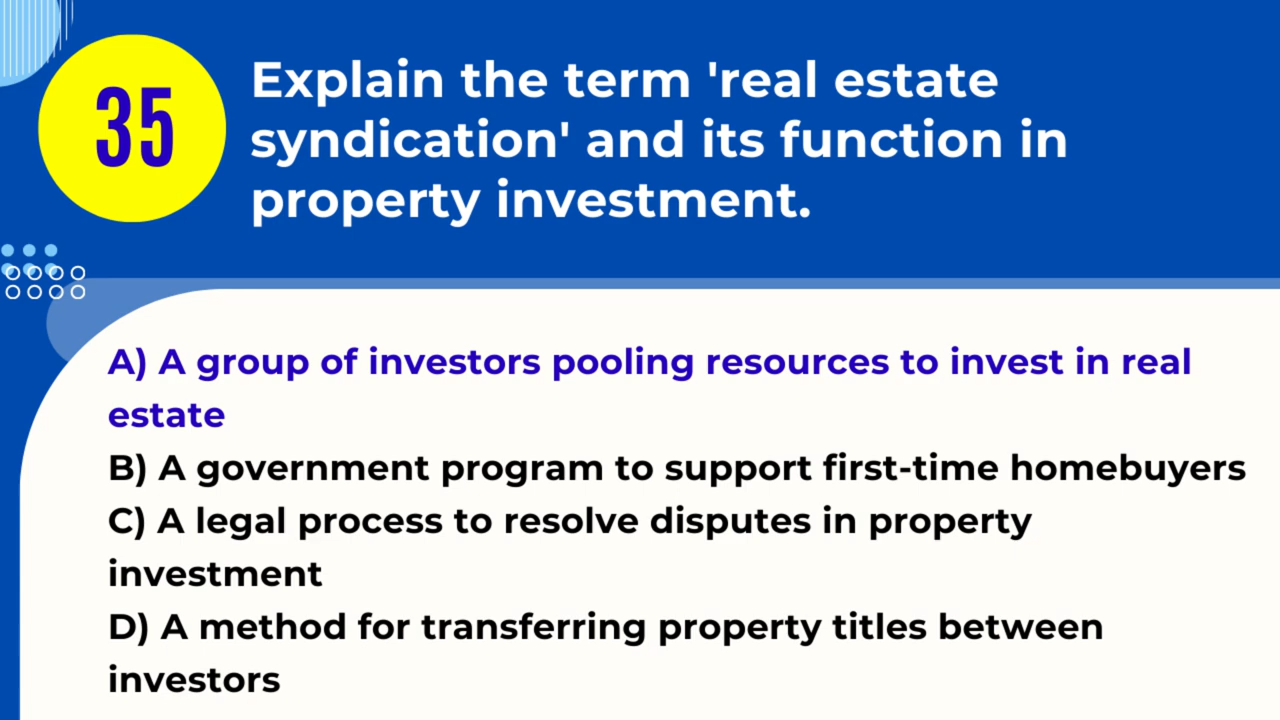 35
Explain the term 'real estate
syndication' and its function in
property investment.
A) A group of investors pooling resources to invest in real
estate
B) A government program to support first-time homebuyers
C) A legal process to resolve disputes in property
investment
D) A method for transferring property titles between
investors